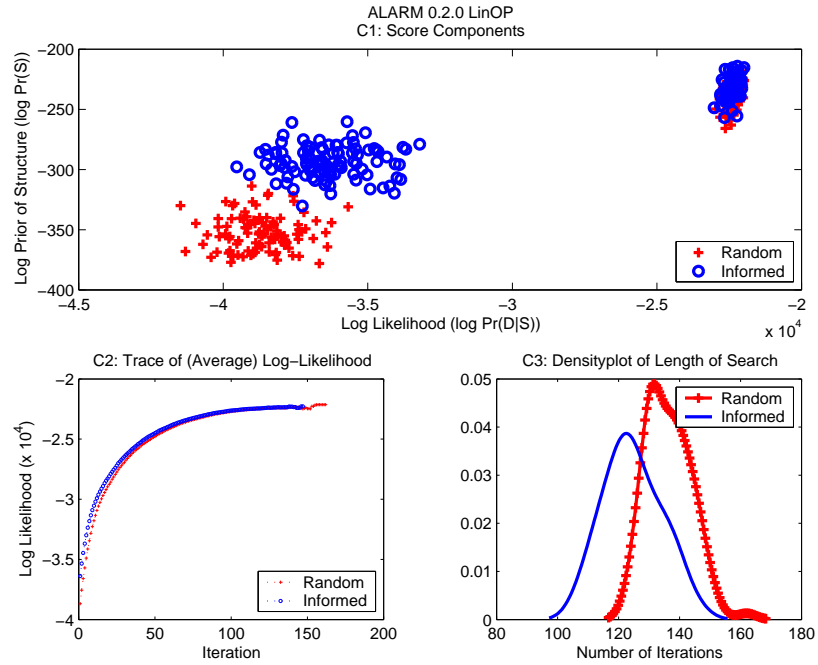 ALARM 0.2.0 LinOP
C1: Score Components
Log Prior of Structure (log Pr(S))
−200
−250
−300
−350
−400
−4.5
−4
−3.5
−3
−2.5
−2
Log Likelihood (log Pr(D|S))
x 10^4
Random
Informed
C2: Trace of (Average) Log−Likelihood
Log Likelihood (x 10^4)
−2
−2.5
−3
−3.5
−4
0
50
100
150
200
Iteration
Random
Informed
C3: Densityplot of Length of Search
0.05
0.04
0.03
0.02
0.01
0
80
100
120
140
160
180
Number of Iterations
Random
Informed